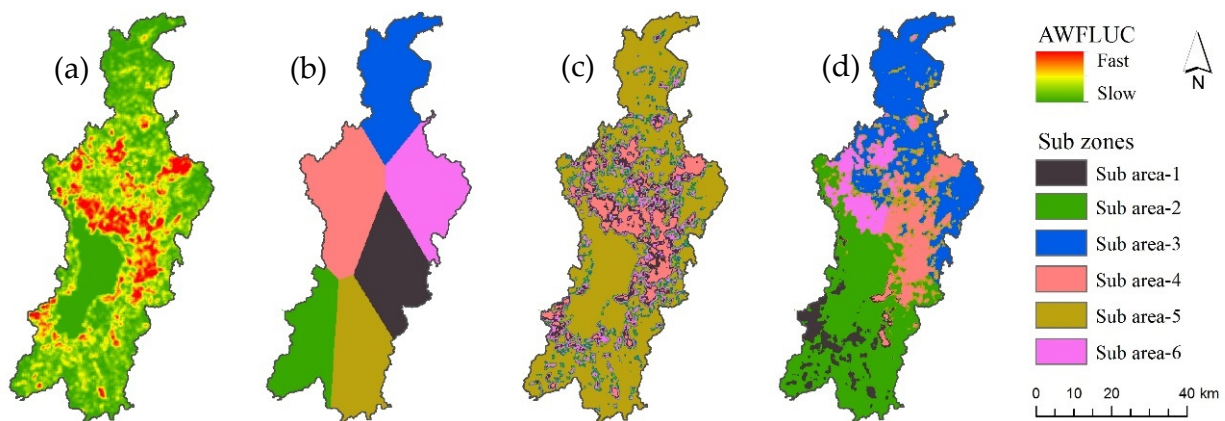 (a)
(b)
(c)
(d)
AWFLUC
Fast
Slow
N
Sub zones
Sub area-1
Sub area-2
Sub area-3
Sub area-4
Sub area-5
Sub area-6
0 10 20 40 km